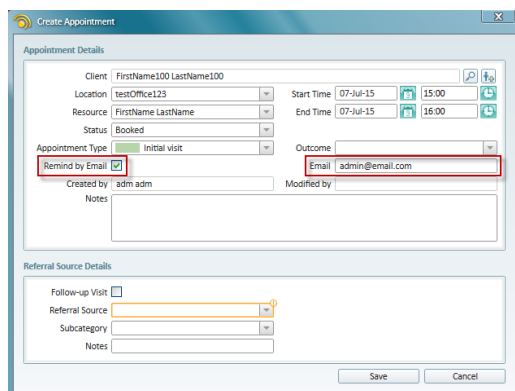 Create Appointment
X
Appointment Details
Client FirstName100 LastName100
Location testOffice123 Start Time 07-Jul-15 15:00
Resource FirstName LastName End Time 07-Jul-15 16:00
Status Booked
Appointment Type Initial visit Outcome
Remind by Email Email admin@email.com
Created by adm adm Modified by
Notes
Referral Source Details
Follow-up Visit
Referral Source
Subcategory
Notes
Save Cancel